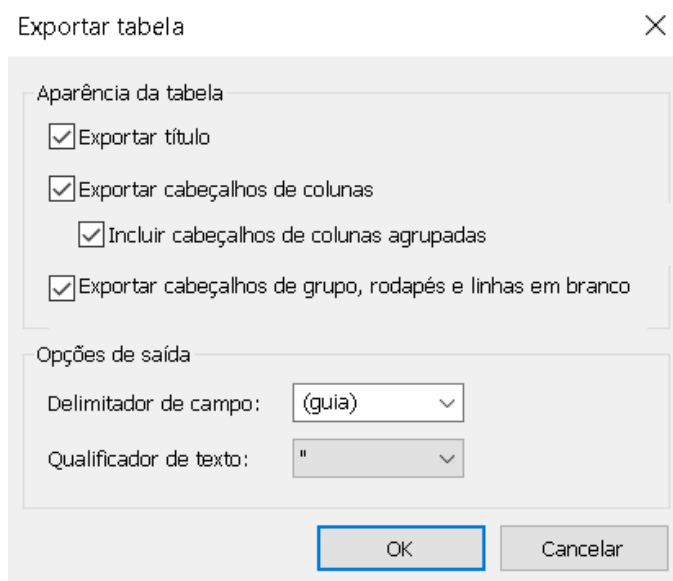 Exportar tabela
Aparência da tabela
Exportar título
Exportar cabeçalhos de colunas
Incluir cabeçalhos de colunas agrupadas
Exportar cabeçalhos de grupo, rodapés e linhas em branco
Opções de saída
Delimitador de campo: (guia)
Qualificador de texto: "
OK Cancelar